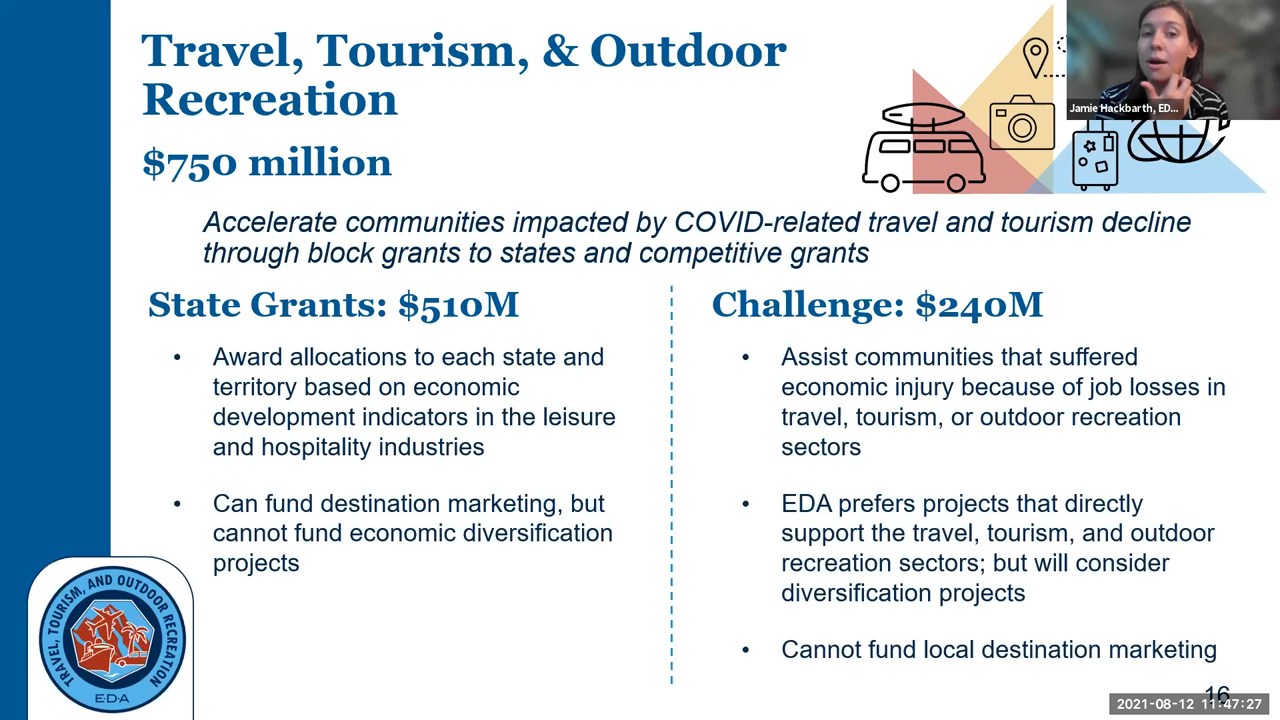 Travel, Tourism, & Outdoor
Recreation
$750 million
Jamie Hackbarth, ED...
Accelerate communities impacted by COVID-related travel and tourism decline
through block grants to states and competitive grants
State Grants: $510M
• Award allocations to each state and
territory based on economic
development indicators in the leisure
and hospitality industries
• Can fund destination marketing, but
cannot fund economic diversification
projects
Challenge: $240M
• Assist communities that suffered
economic injury because of job losses in
travel, tourism, or outdoor recreation
sectors
• EDA prefers projects that directly
support the travel, tourism, and outdoor
recreation sectors; but will consider
diversification projects
• Cannot fund local destination marketing
TRAVEL, TOURISM, AND OUTDOOR RECREATION
E·D·A
16
2021-08-12 11:47:27